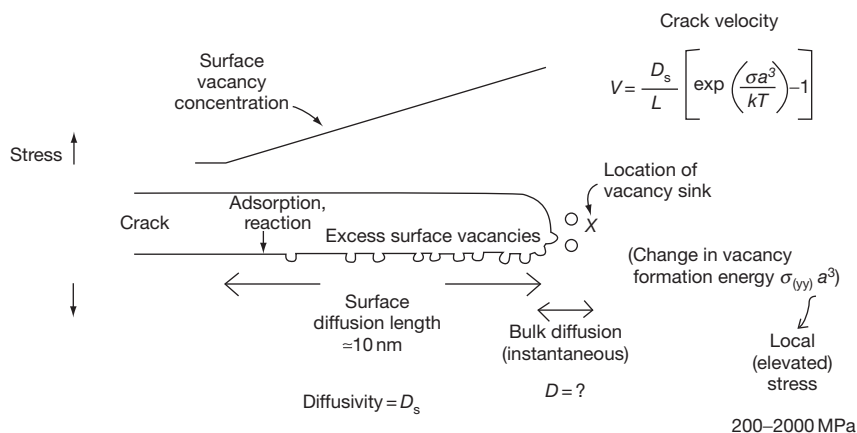 Crack velocity
V = D_s / L [exp (σa³ / kT) –1]
Surface
vacancy
concentration
Stress
Location of
vacancy sink
Adsorption,
reaction
Crack
X
Excess surface vacancies
(Change in vacancy
formation energy σ_(yy) a³)
Surface
diffusion length
≃10 nm
Bulk diffusion
(instantaneous)
D = ?
Local
(elevated)
stress
Diffusivity = D_s
200–2000 MPa